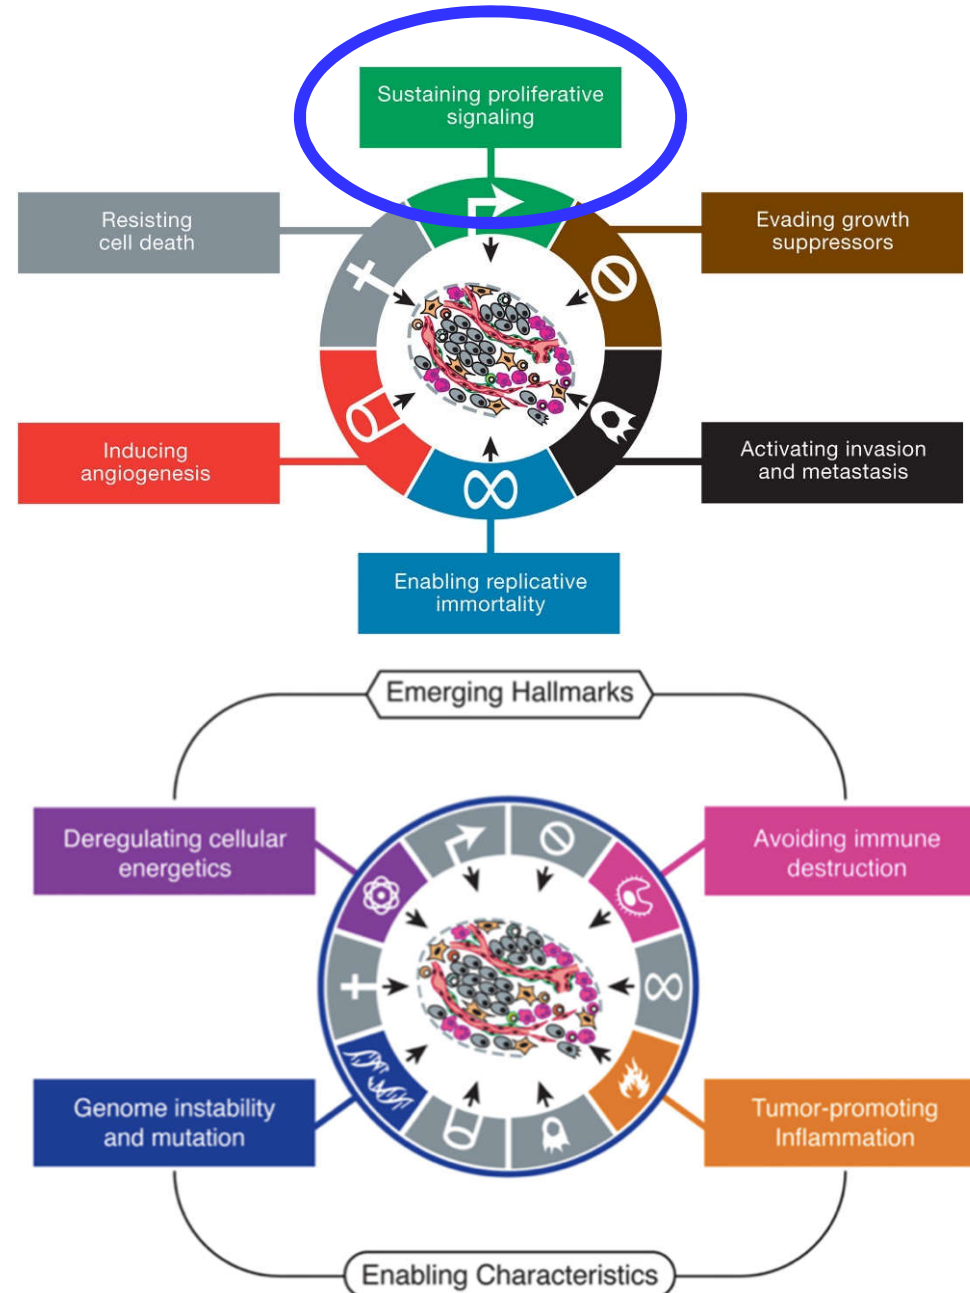 Sustaining proliferative
signaling
Resisting
cell death
Evading growth
suppressors
Inducing
angiogenesis
Activating invasion
and metastasis
Enabling replicative
immortality
Emerging Hallmarks
Deregulating cellular
energetics
Avoiding immune
destruction
Genome instability
and mutation
Tumor-promoting
Inflammation
Enabling Characteristics